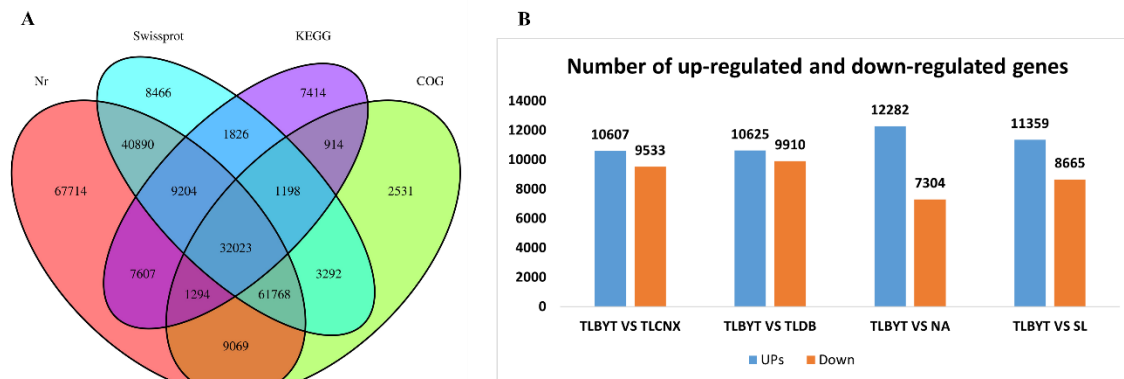 A
Swissprot
KEGG
Nr
COG
8466
7414
40890
1826
914
67714
9204
1198
2531
32023
7607
3292
1294
61768
9069
B
Number of up-regulated and down-regulated genes
14000
12000
10000
8000
6000
4000
2000
0
10607
9533
10625
9910
12282
7304
11359
8665
TLBYT VS TLCNX
TLBYT VS TLDB
TLBYT VS NA
TLBYT VS SL
UPs
Down